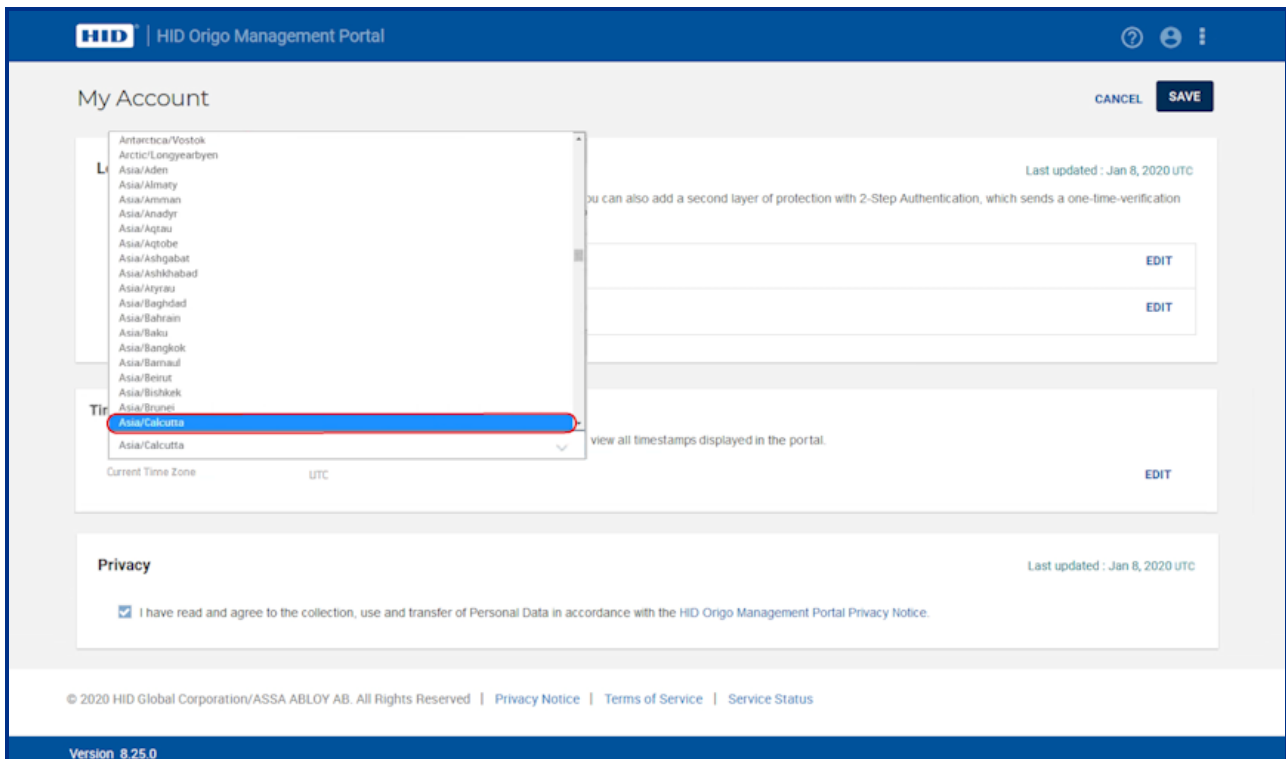 HID | HID Origo Management Portal
My Account
CANCEL SAVE
Antarctica/Vostok
Arctic/Longyearbyen
Asia/Aden
Asia/Almaty
Asia/Amman
Asia/Anadyr
Asia/Aqtau
Asia/Aqtobe
Asia/Ashgabat
Asia/Ashkhabad
Asia/Atyrau
Asia/Baghdad
Asia/Bahrain
Asia/Baku
Asia/Bangkok
Asia/Barnaul
Asia/Beirut
Asia/Bishkek
Asia/Brunei
Asia/Calcutta
Asia/Calcutta
Last updated : Jan 8, 2020 UTC
can also add a second layer of protection with 2-Step Authentication, which sends a one-time-verification
EDIT
EDIT
Tim
view all timestamps displayed in the portal.
Current Time Zone UTC EDIT
Privacy
Last updated : Jan 8, 2020 UTC
I have read and agree to the collection, use and transfer of Personal Data in accordance with the HID Origo Management Portal Privacy Notice.
© 2020 HID Global Corporation/ASSA ABLOY AB. All Rights Reserved | Privacy Notice | Terms of Service | Service Status
Version 8.25.0